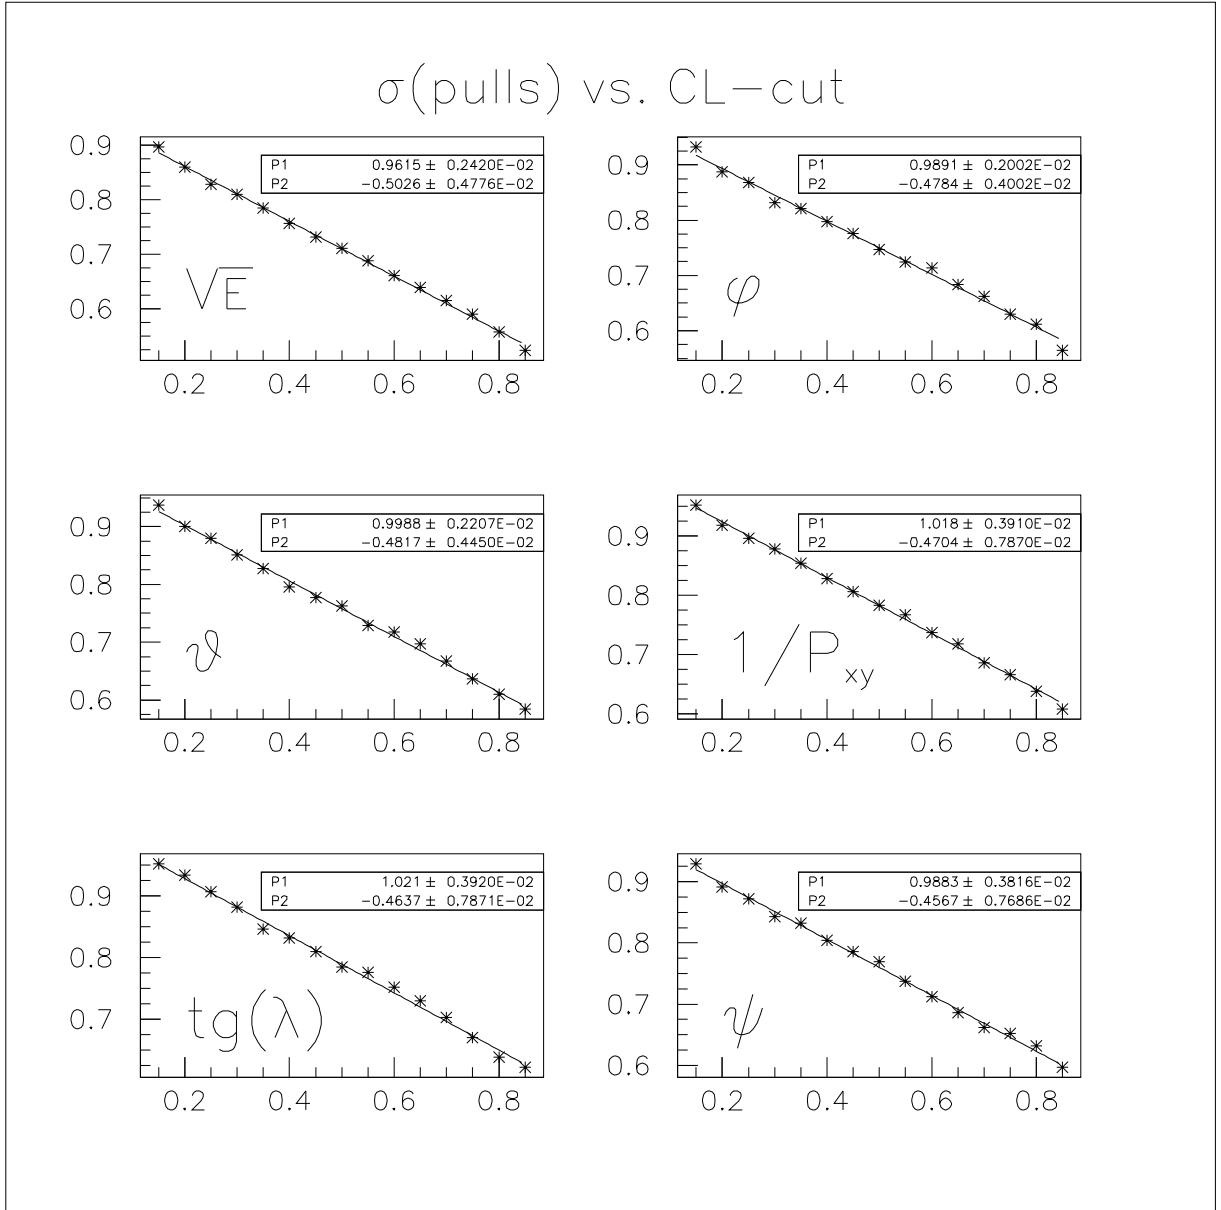 σ(pulls) vs. CL−cut
P1 0.9615 ± 0.2420E−02
P2 −0.5026 ± 0.4776E−02
√E
0.9
0.8
0.7
0.6
0.2 0.4 0.6 0.8
P1 0.9891 ± 0.2002E−02
P2 −0.4784 ± 0.4002E−02
φ
0.9
0.8
0.7
0.6
0.2 0.4 0.6 0.8
P1 0.9988 ± 0.2207E−02
P2 −0.4817 ± 0.4450E−02
ϑ
0.9
0.8
0.7
0.6
0.2 0.4 0.6 0.8
P1 1.018 ± 0.3910E−02
P2 −0.4704 ± 0.7870E−02
1/Pxy
0.9
0.8
0.7
0.6
0.2 0.4 0.6 0.8
P1 1.021 ± 0.3920E−02
P2 −0.4637 ± 0.7871E−02
tg(λ)
0.9
0.8
0.7
0.2 0.4 0.6 0.8
P1 0.9883 ± 0.3816E−02
P2 −0.4567 ± 0.7686E−02
ψ
0.9
0.8
0.7
0.6
0.2 0.4 0.6 0.8